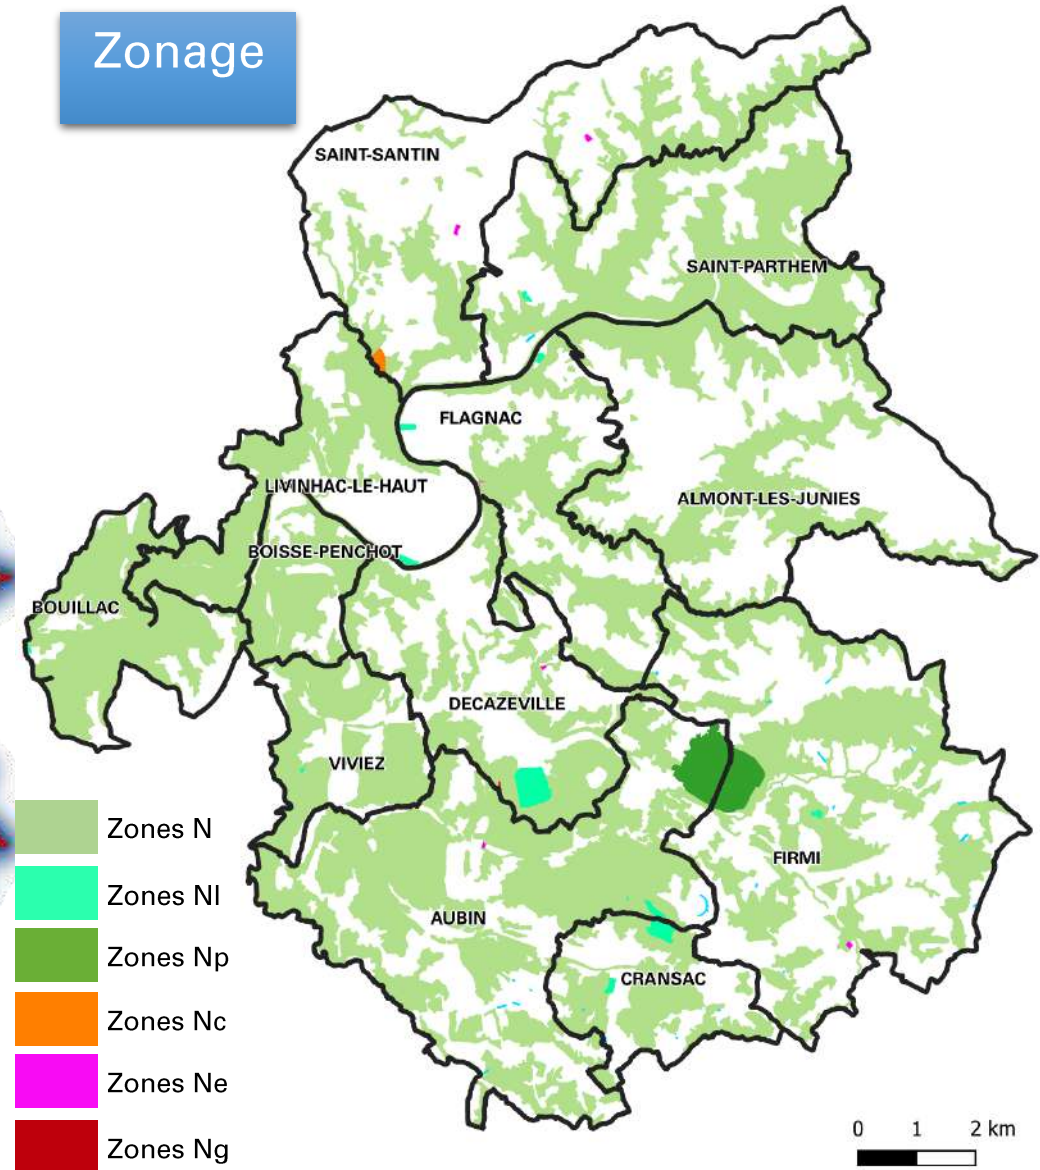 Zonage
SAINT-SANTIN
SAINT-PARTHEM
FLAGNAC
LIVINHAC-LE-HAUT
ALMONT-LES-JUNIES
BOISSE-PENCHOT
BOUILLAC
DECAZEVILLE
VIVIEZ
FIRMI
AUBIN
CRANSAC
Zones N
Zones Nl
Zones Np
Zones Nc
Zones Ne
Zones Ng
0 1 2 km